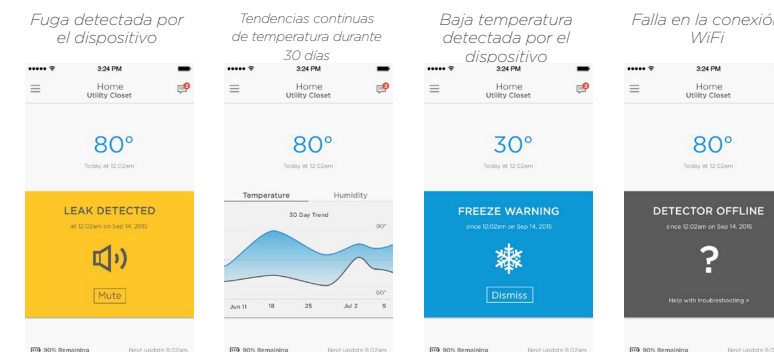 Fuga detectada por
el dispositivo
3:24 PM
Home
Utility Closet
2
80°
Today at 12:02am
LEAK DETECTED
at 12:02am on Sep 14, 2015
Mute
90% Remaining
Next update 8:02am
Tendencias continuas
de temperatura durante
30 días
3:24 PM
Home
Utility Closet
2
80°
Today at 12:02am
Temperature
Humidity
30 Day Trend
90°
60°
Jun 11
18
25
Jul 2
9
90% Remaining
Next update 8:02am
Baja temperatura
detectada por el
dispositivo
3:24 PM
Home
Utility Closet
2
30°
Today at 12:02am
FREEZE WARNING
since 12:02am on Sep 14, 2015
Dismiss
90% Remaining
Next update 8:02am
Falla en la conexión
WiFi
3:24 PM
Home
Utility Closet
80°
Today at 12:02am
DETECTOR OFFLINE
since 12:02am on Sep 14, 2015
?
Help with troubleshooting >
90% Remaining
Next update